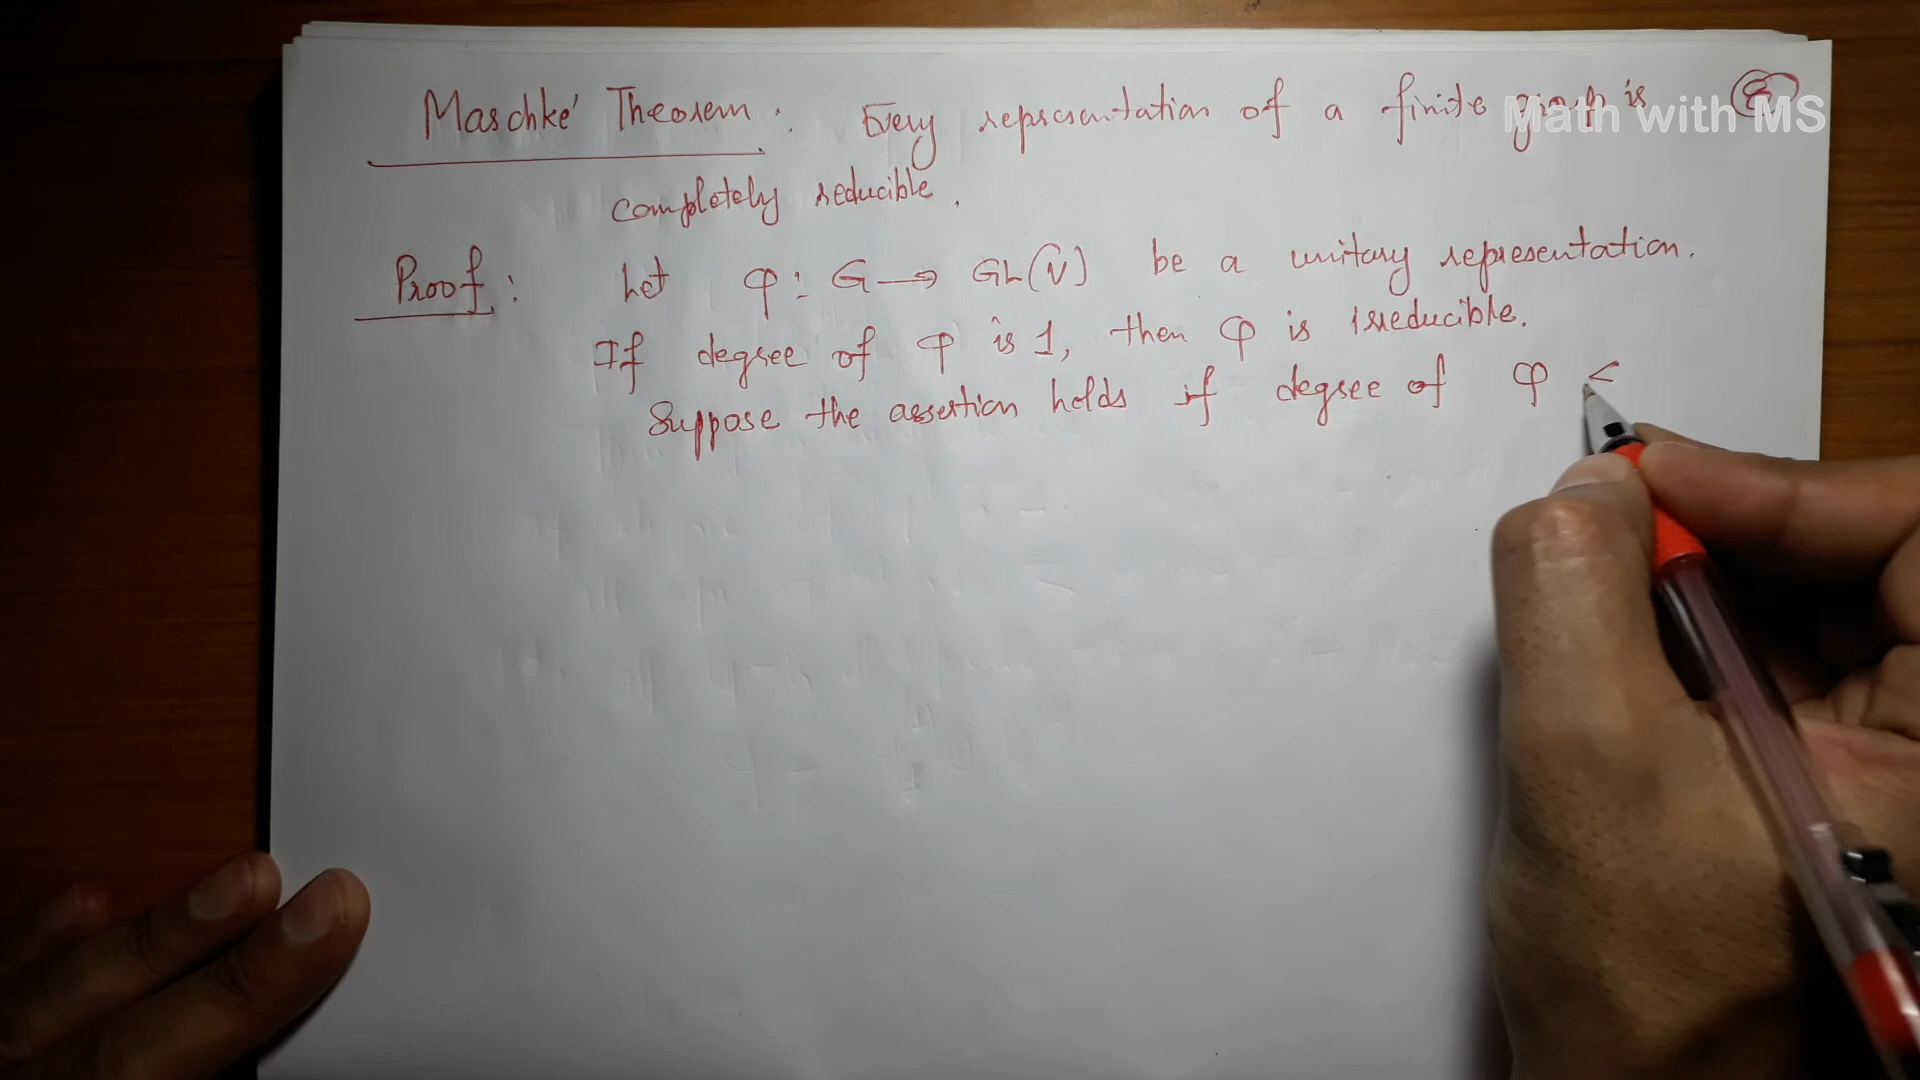 Maschke' Theorem : Every representation of a finite group is 8
Math with MS
completely reducible.
Proof : Let φ : G → GL(V) be a unitary representation.
If degree of φ is 1, then φ is irreducible.
Suppose the assertion holds if degree of φ <